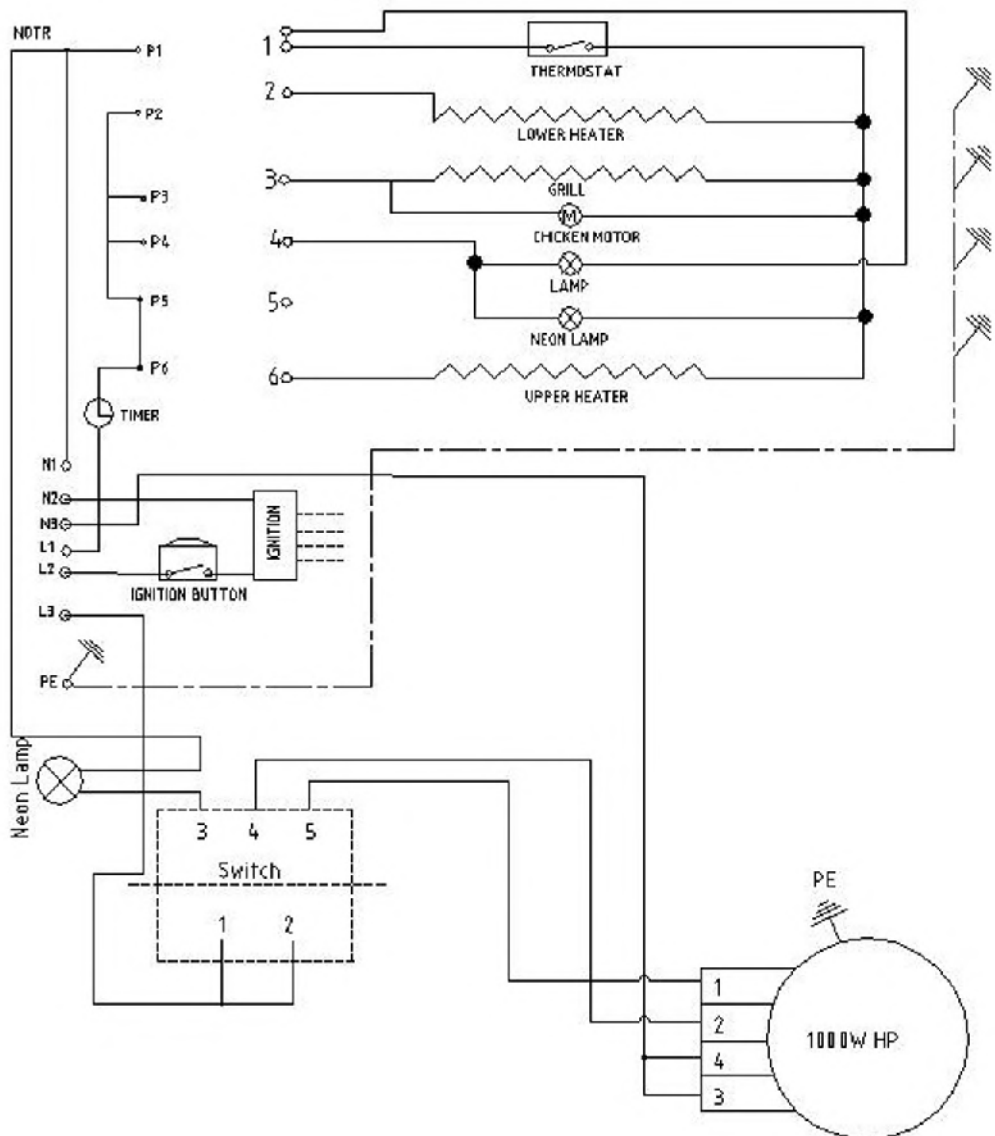 NOTR
P1
1
THERMOSTAT
2
P2
LOWER HEATER
3
P3
GRILL
P4
4
CHICKEN MOTOR
M
LAMP
P5
5
NEON LAMP
P6
6
UPPER HEATER
TIMER
N1
N2
N3
L1
L2
IGNITION
IGNITION BUTTON
L3
PE
Neon Lamp
3 4 5
Switch
1 2
PE
1
2
4
3
1000W HP